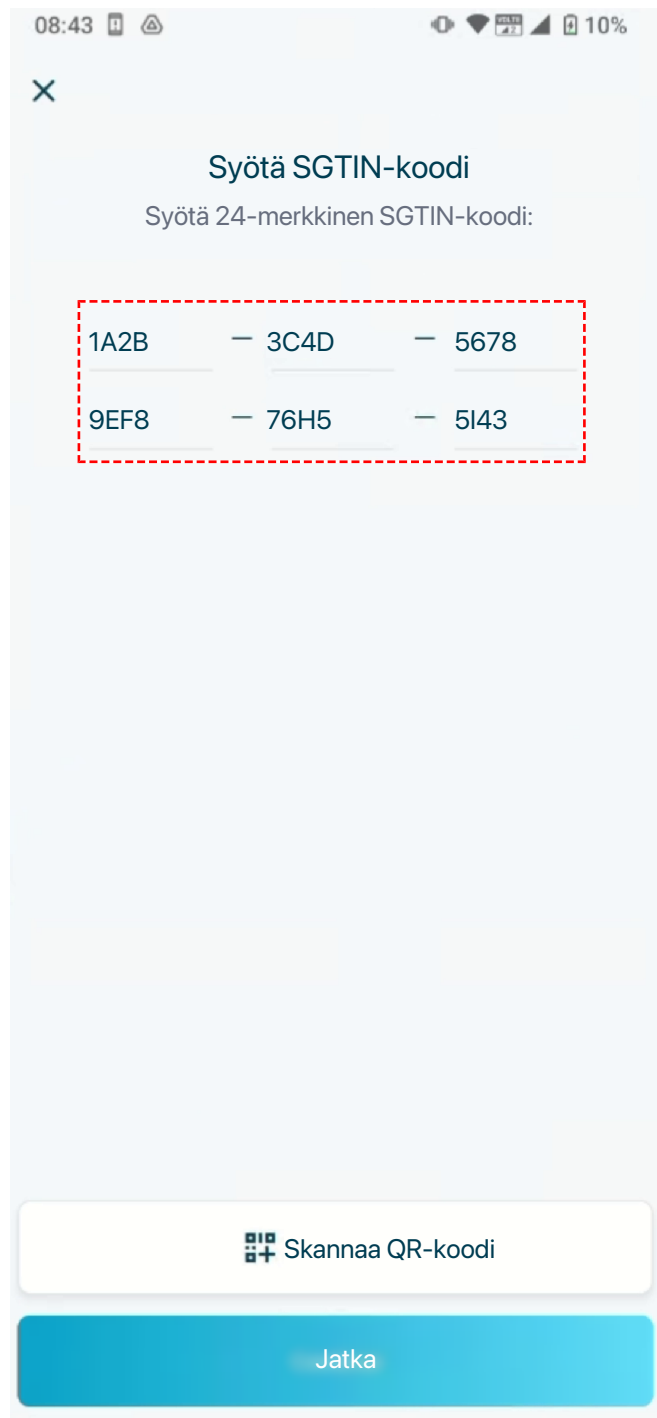 08:43 10%
Syötä SGTIN-koodi
Syötä 24-merkkinen SGTIN-koodi:
1A2B – 3C4D – 5678
9EF8 – 76H5 – 5I43
Skannaa QR-koodi
Jatka